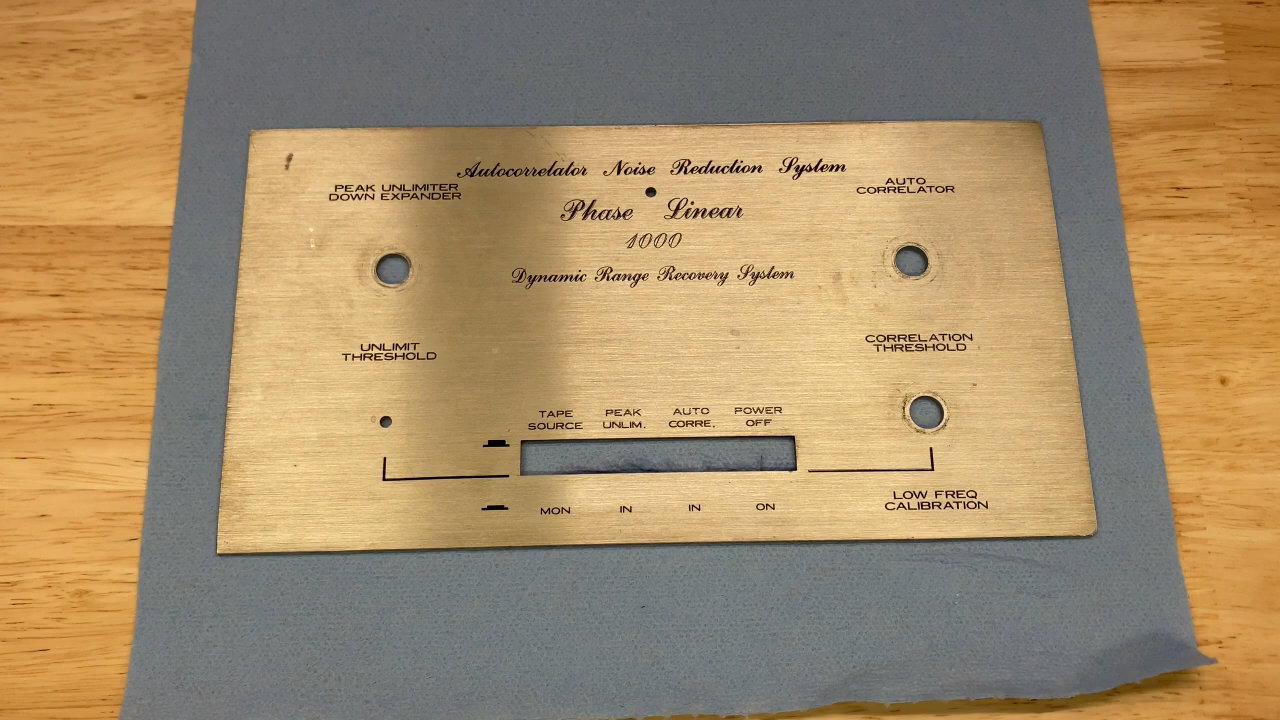 Autocorrelator Noise Reduction System
PEAK UNLIMITER
DOWN EXPANDER
AUTO
CORRELATOR
Phase Linear
1000
Dynamic Range Recovery System
UNLIMIT
THRESHOLD
CORRELATION
THRESHOLD
TAPE PEAK AUTO POWER
SOURCE UNLIM. CORRE. OFF
MON IN IN ON
LOW FREQ
CALIBRATION